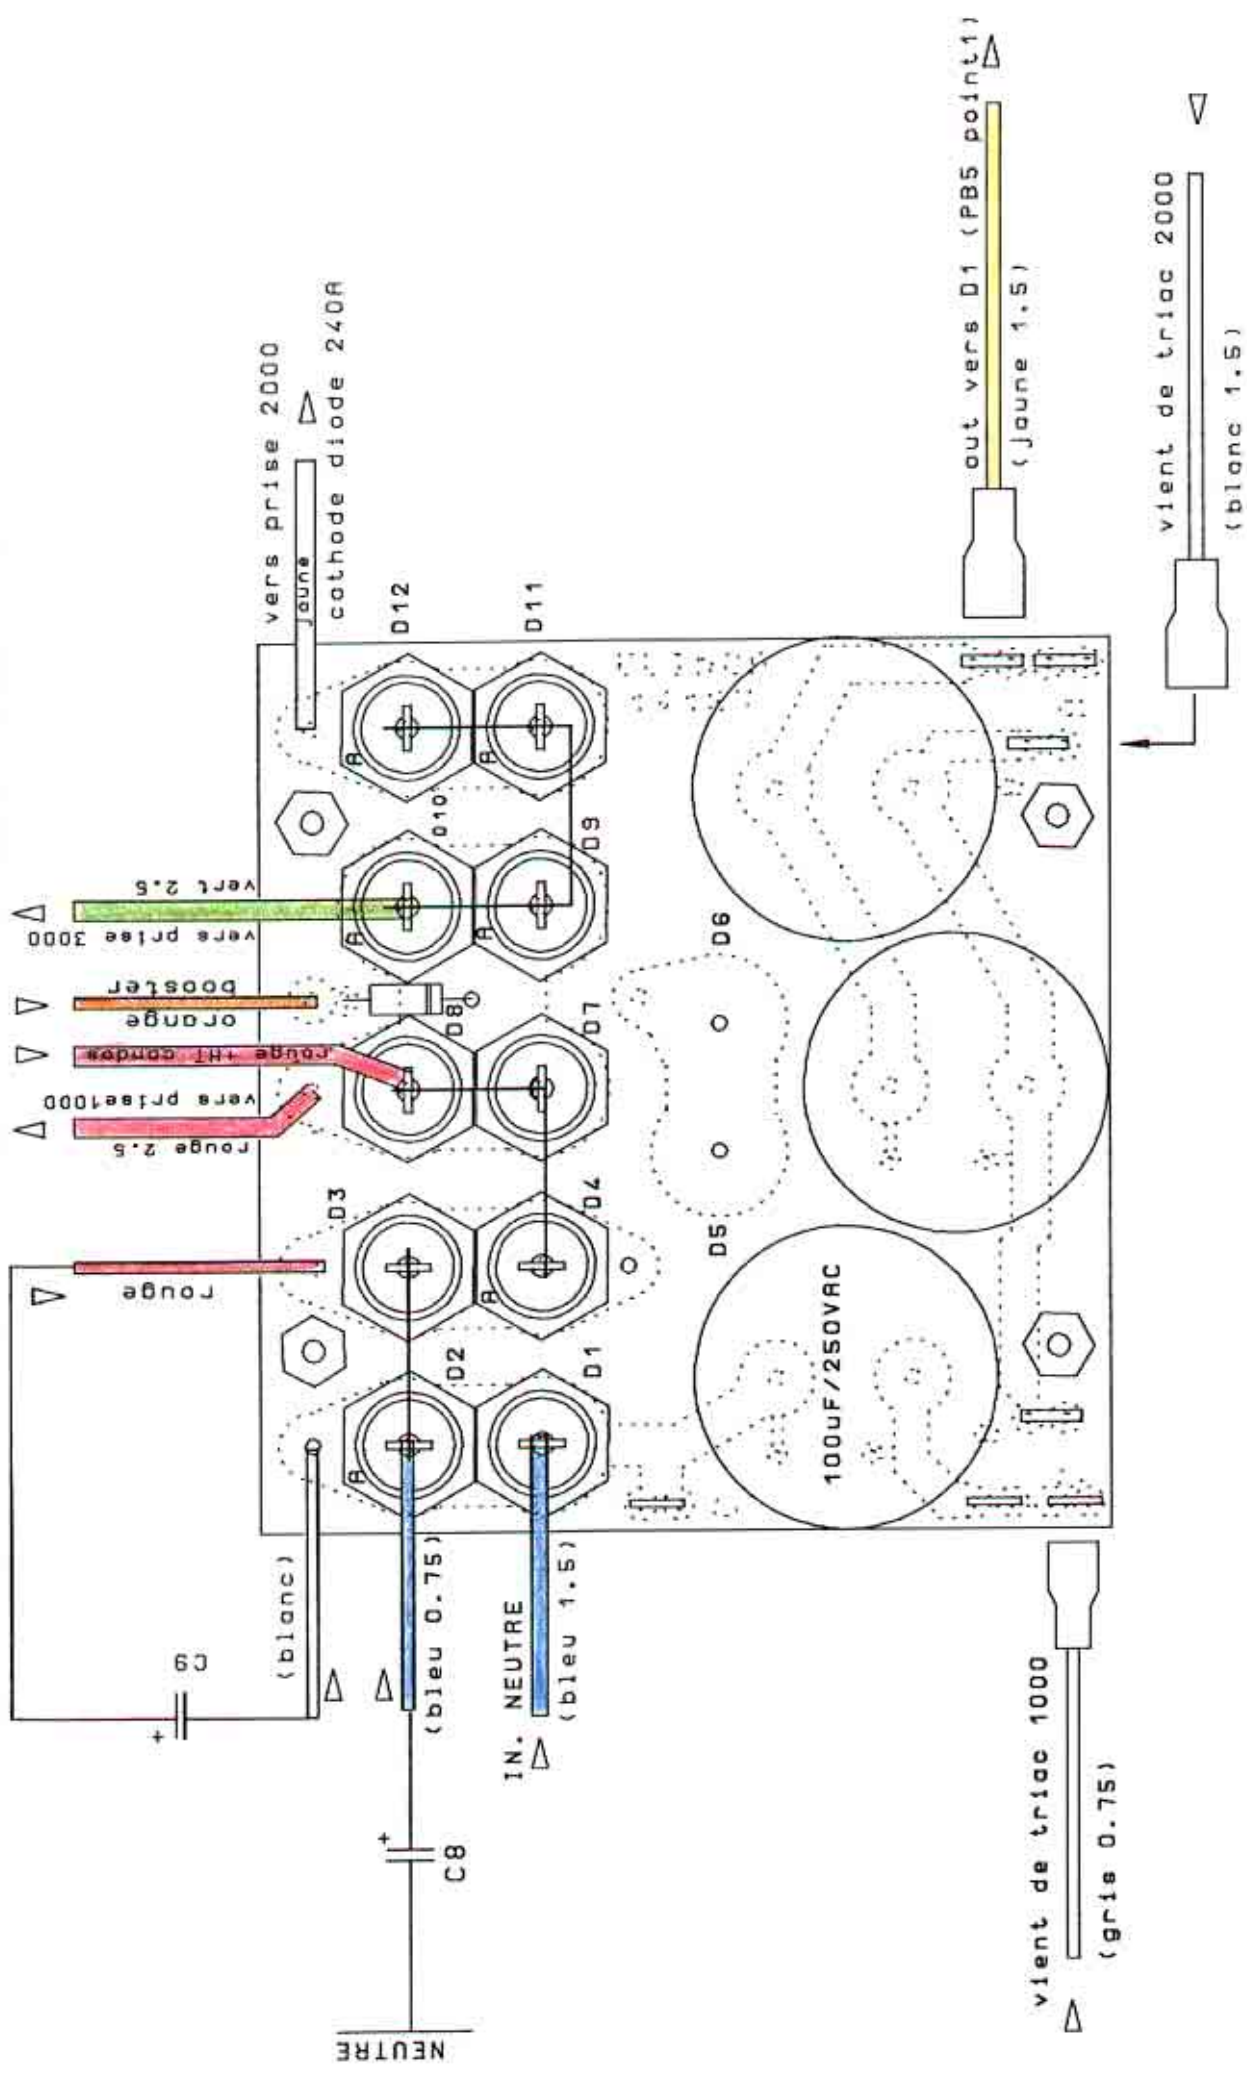 NEUTRE
C8
+
C9
+
(blanc)
(bleu 0.75)
IN. NEUTRE
(bleu 1.5)
vient de triac 1000
(gris 0.75)
rouge
rouge 2.5
vers prise1000
rouge +HT condos
orange
booster
vers prise 3000
vert 2.5
vers prise 2000
jaune
cathode diode 240A
D2
A
D1
D3
D4
A
D5
D6
D7
D8
D9
D10
A
A
A
A
D12
D11
100uF/250VAC
out vers D1 (PB5 point1)
(jaune 1.5)
vient de triac 2000
(blanc 1.5)